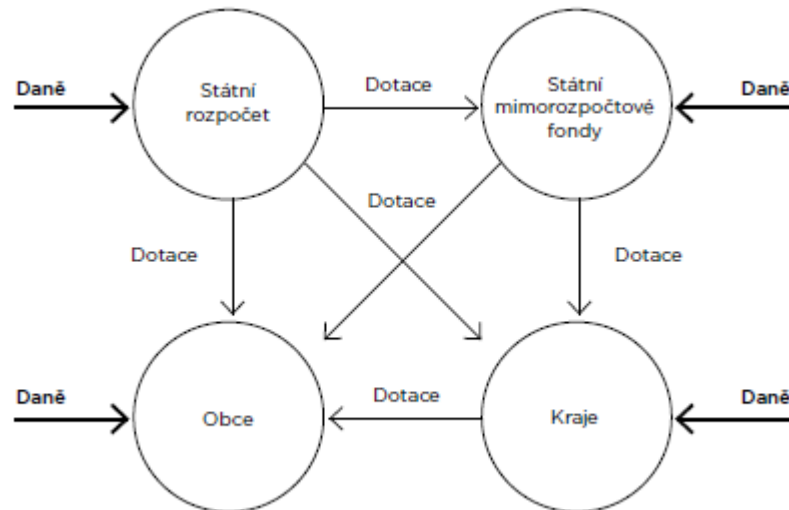 Daně
Státní
rozpočet
Dotace
Státní
mimorozpočtové
fondy
Daně
Dotace
Dotace
Dotace
Daně
Obce
Dotace
Kraje
Daně